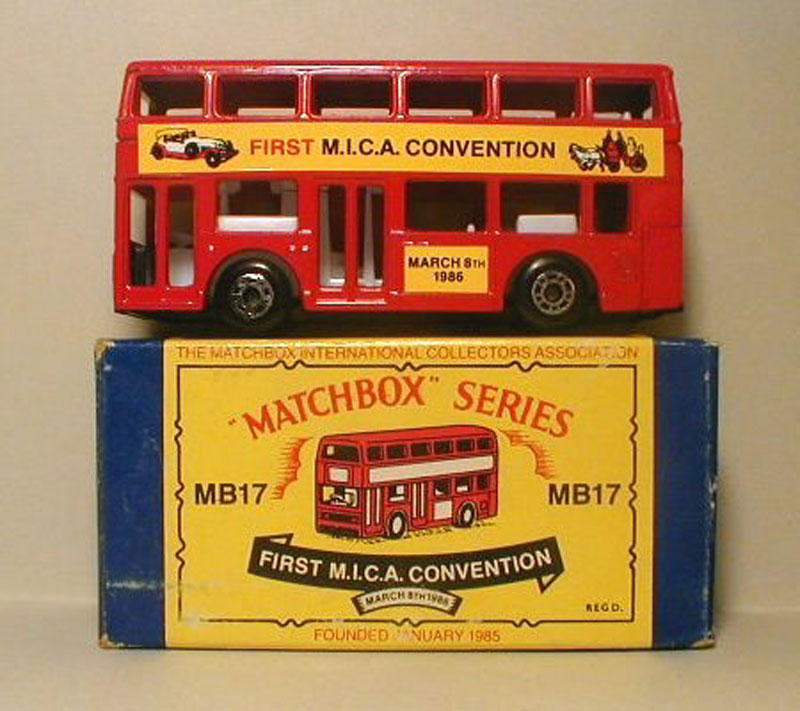 FIRST M.I.C.A. CONVENTION
MARCH 8TH
1986
THE MATCHBOX INTERNATIONAL COLLECTORS ASSOCIATION
"MATCHBOX" SERIES
MB17 MB17
FIRST M.I.C.A. CONVENTION
MARCH 8TH 1986
REGD.
FOUNDED JANUARY 1985